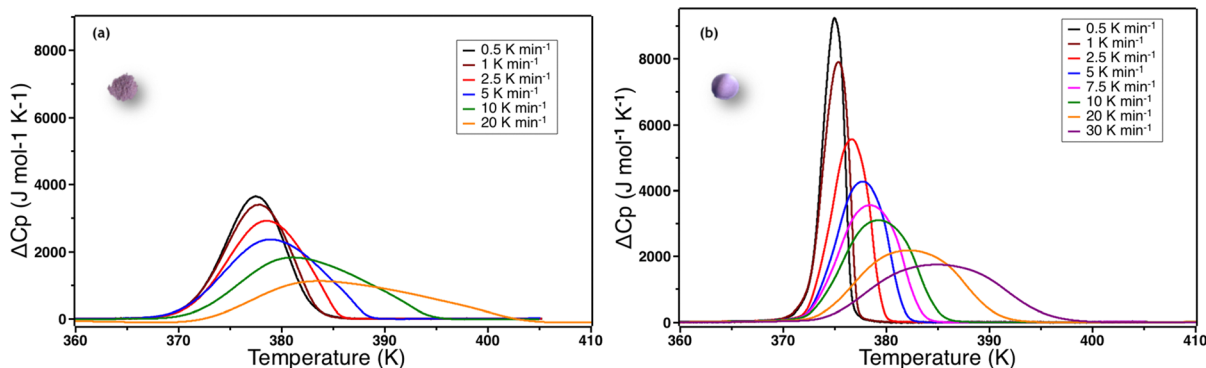 (a)
0.5 K min⁻¹
1 K min⁻¹
2.5 K min⁻¹
5 K min⁻¹
10 K min⁻¹
20 K min⁻¹
ΔCp (J mol-1 K-1)
8000
6000
4000
2000
0
360 370 380 390 400 410
Temperature (K)
(b)
0.5 K min⁻¹
1 K min⁻¹
2.5 K min⁻¹
5 K min⁻¹
7.5 K min⁻¹
10 K min⁻¹
20 K min⁻¹
30 K min⁻¹
ΔCp (J mol⁻¹ K⁻¹)
8000
6000
4000
2000
0
360 370 380 390 400 410
Temperature (K)